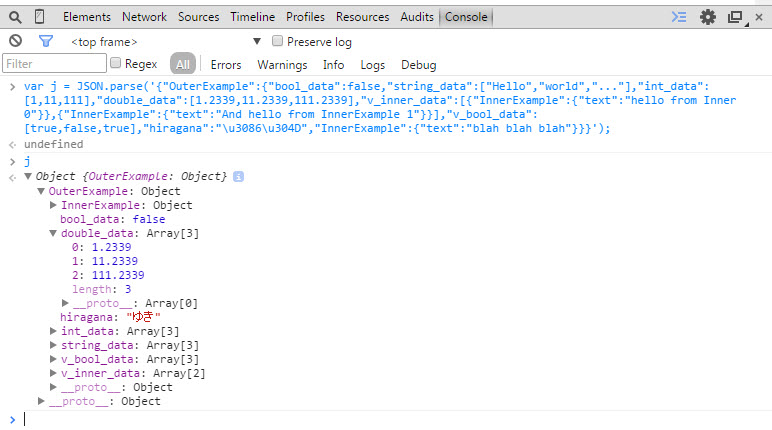 Elements Network Sources Timeline Profiles Resources Audits Console
<top frame> Preserve log
Filter Regex All Errors Warnings Info Logs Debug
var j = JSON.parse('{"OuterExample":{"bool_data":false,"string_data":["Hello","world","..."],"int_data":
[1,11,111],"double_data":[1.2339,11.2339,111.2339],"v_inner_data":[{"InnerExample":{"text":"hello from Inner
0"}},{"InnerExample":{"text":"And hello from InnerExample 1"}}],"v_bool_data":
[true,false,true],"hiragana":"\u3086\u304D","InnerExample":{"text":"blah blah blah"}}}');
undefined
j
Object {OuterExample: Object}
OuterExample: Object
InnerExample: Object
bool_data: false
double_data: Array[3]
0: 1.2339
1: 11.2339
2: 111.2339
length: 3
__proto__: Array[0]
hiragana: "ゆき"
int_data: Array[3]
string_data: Array[3]
v_bool_data: Array[3]
v_inner_data: Array[2]
__proto__: Object
__proto__: Object